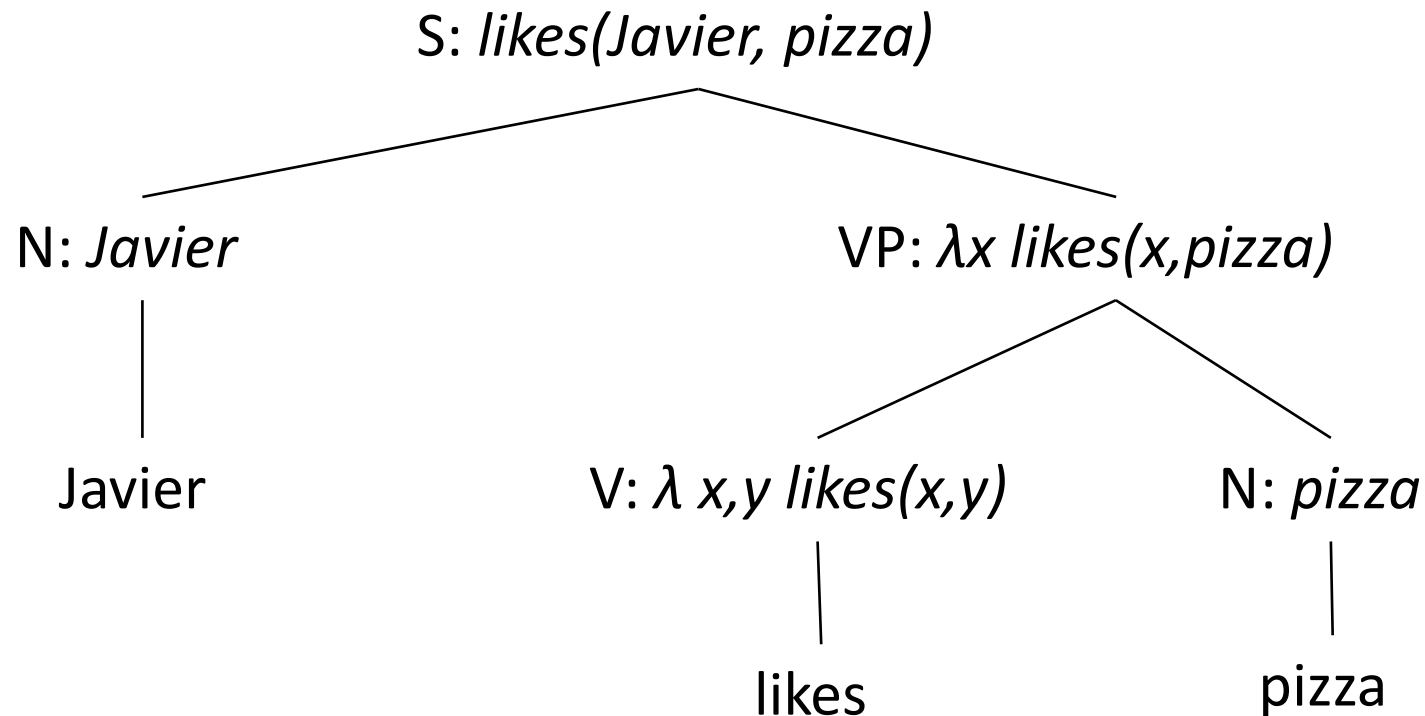 S: likes(Javier, pizza)
N: Javier
VP: λx likes(x,pizza)
Javier
V: λ x,y likes(x,y)
N: pizza
likes
pizza